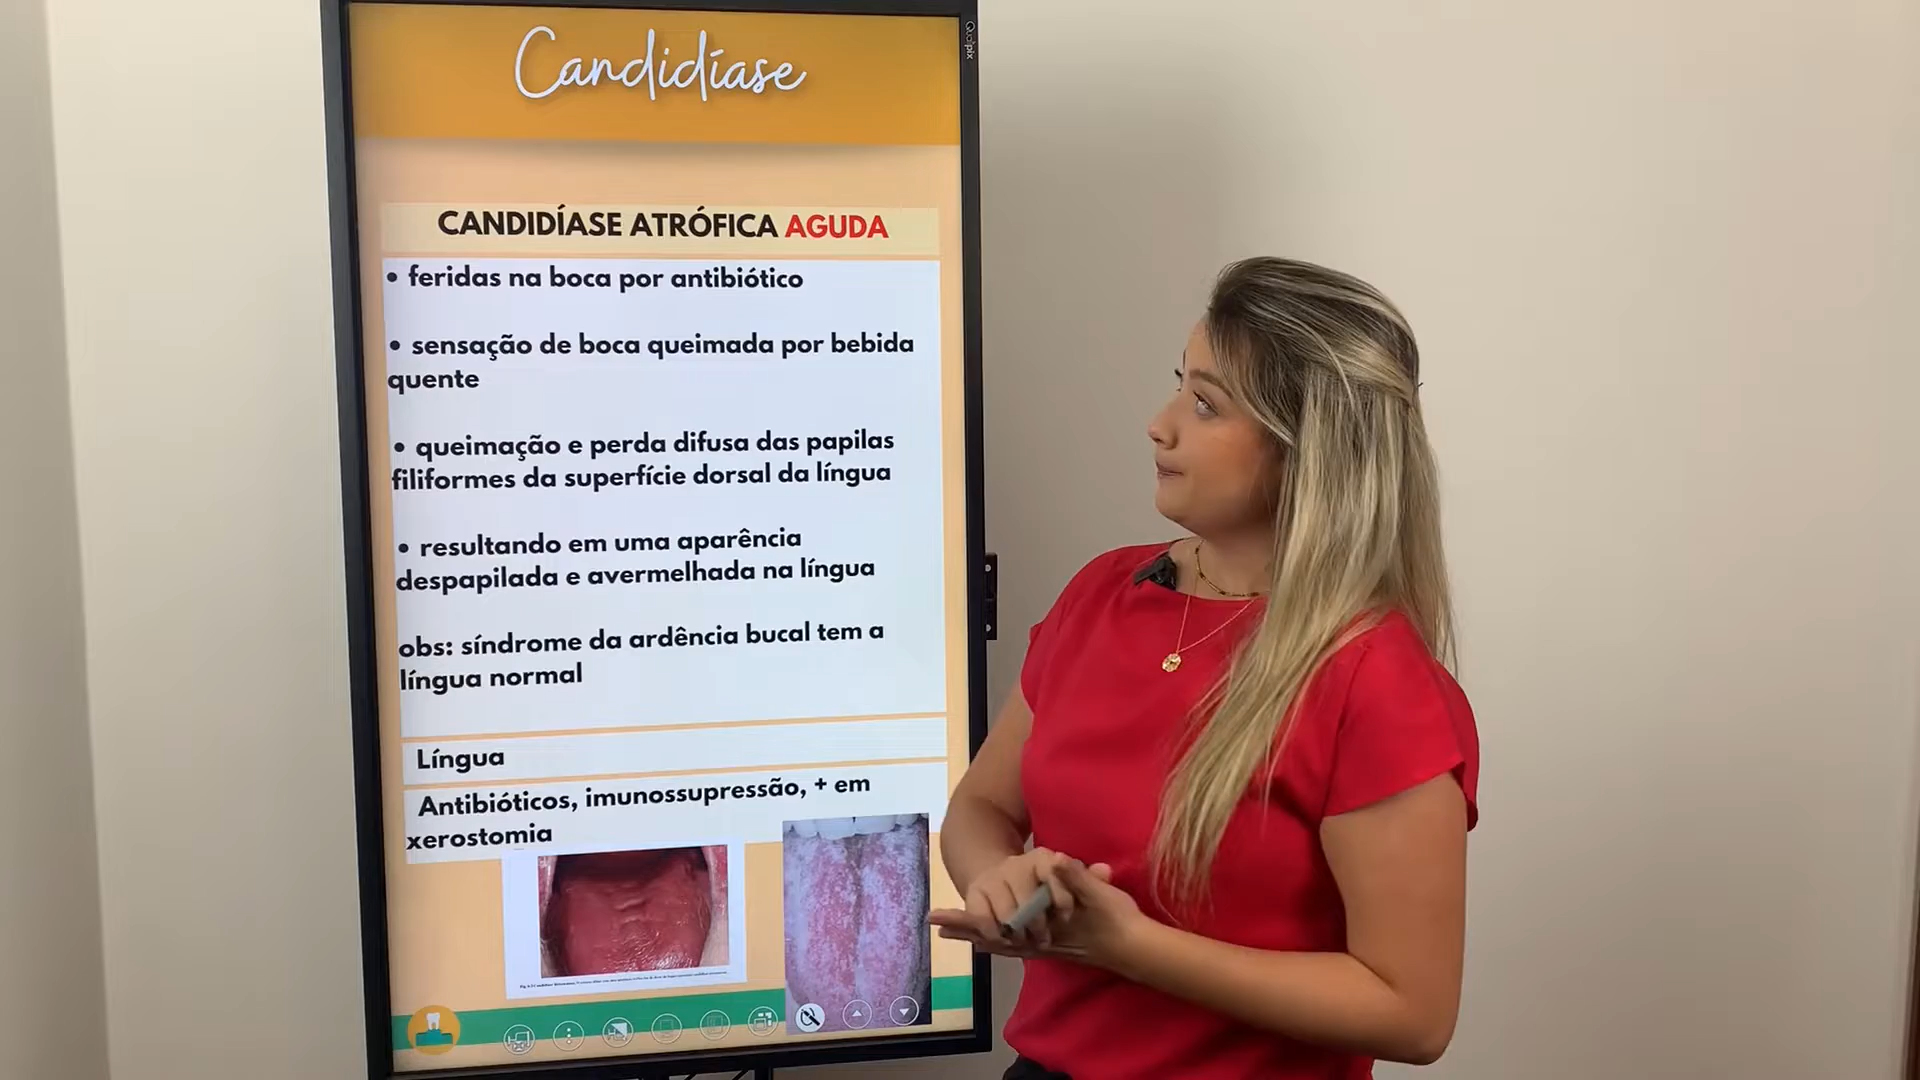 Candidíase
Qualpix
CANDIDÍASE ATRÓFICA AGUDA
• feridas na boca por antibiótico
• sensação de boca queimada por bebida
quente
• queimação e perda difusa das papilas
filiformes da superfície dorsal da língua
• resultando em uma aparência
despapilada e avermelhada na língua
obs: síndrome da ardência bucal tem a
língua normal
Língua
Antibióticos, imunossupressão, + em
xerostomia